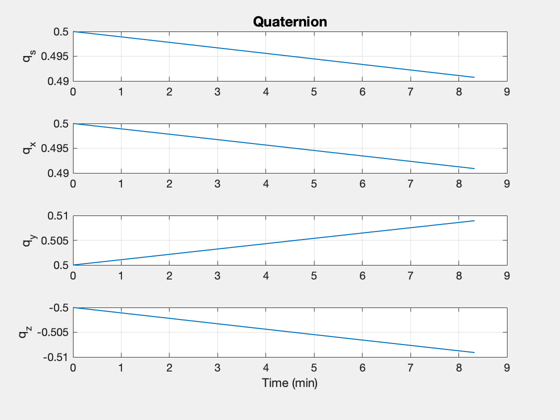 Quaternion
0.5
0.495
0.49
q_s
0 1 2 3 4 5 6 7 8 9
0.5
0.495
0.49
q_x
0 1 2 3 4 5 6 7 8 9
0.51
0.505
0.5
q_y
0 1 2 3 4 5 6 7 8 9
-0.5
-0.505
-0.51
q_z
0 1 2 3 4 5 6 7 8 9
Time (min)